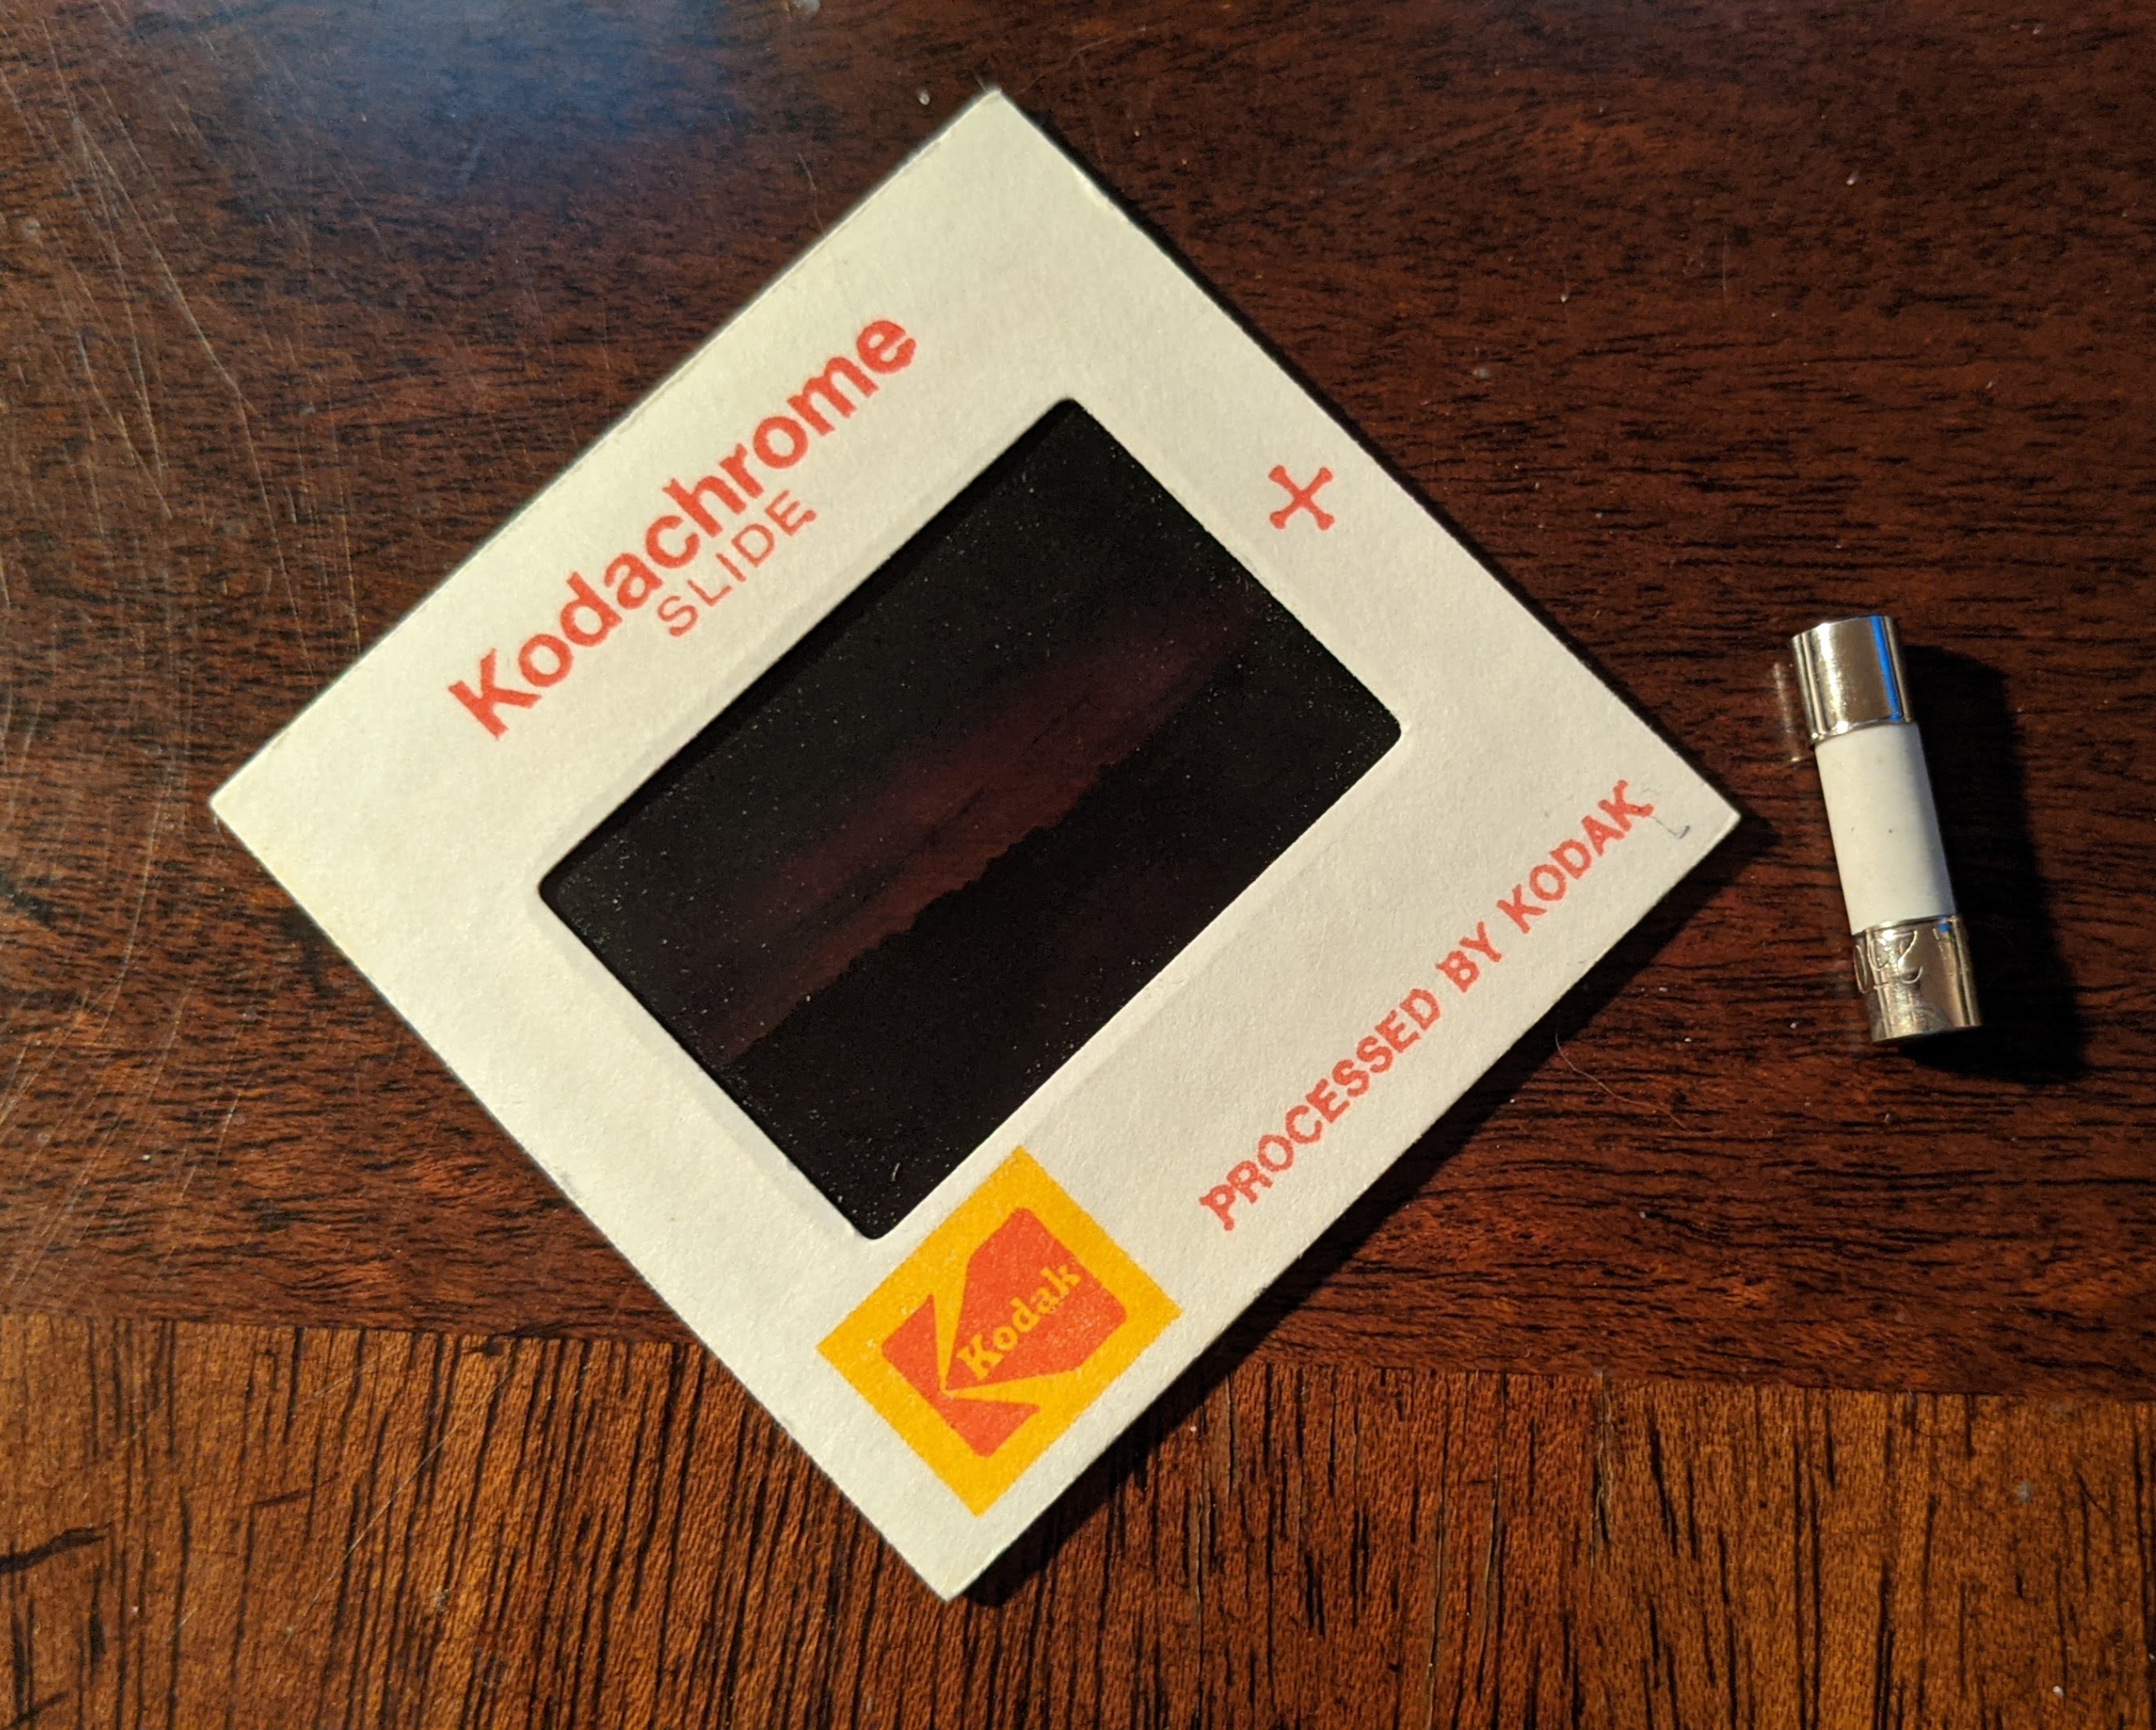 Kodachrome
SLIDE
PROCESSED BY KODAK
Kodak